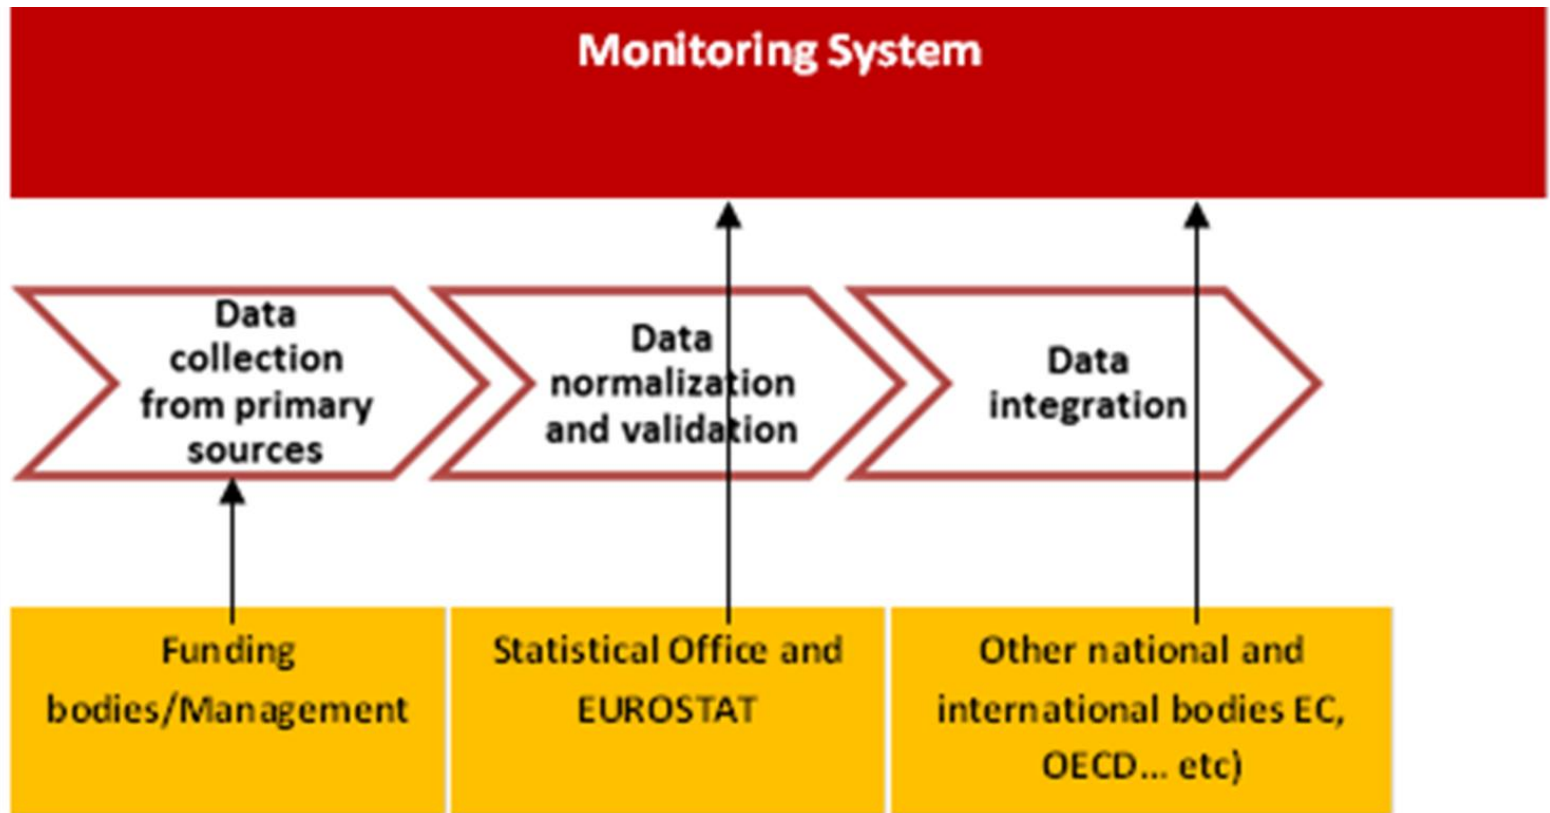 Monitoring System
Data
collection
from primary
sources
Data
normalization
and validation
Data
integration
Funding
bodies/Management
Statistical Office and
EUROSTAT
Other national and
international bodies EC,
OECD... etc)